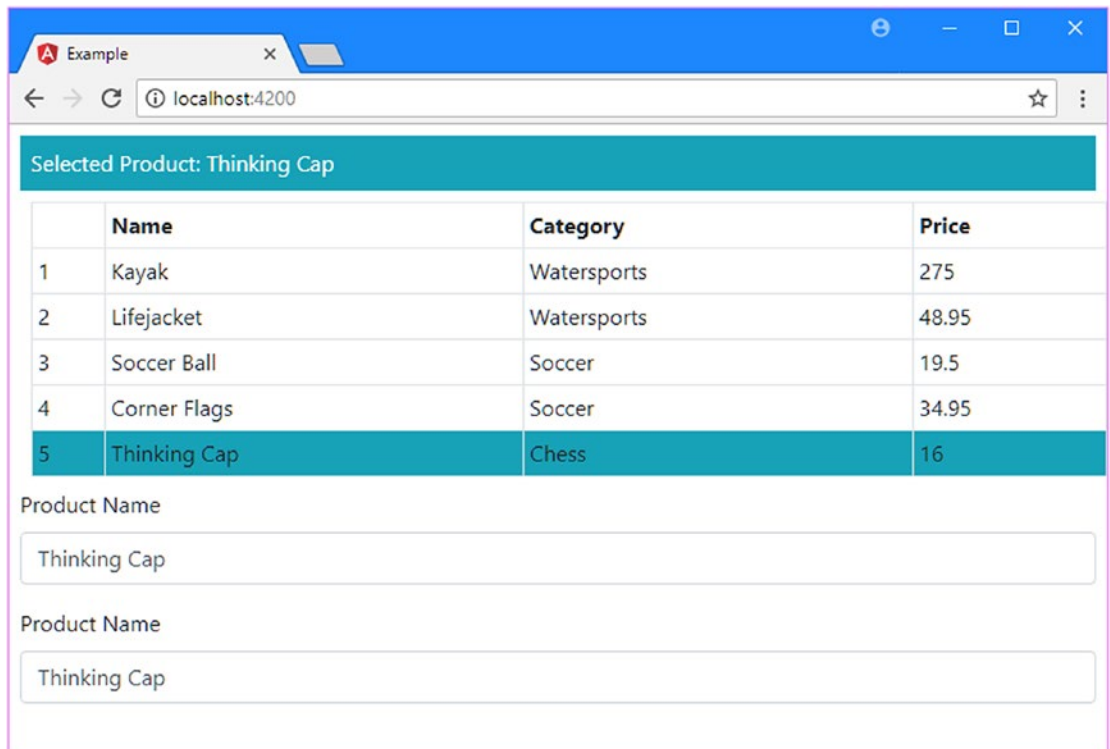 Example
localhost:4200
Selected Product: Thinking Cap
Name Category Price
1 Kayak Watersports 275
2 Lifejacket Watersports 48.95
3 Soccer Ball Soccer 19.5
4 Corner Flags Soccer 34.95
5 Thinking Cap Chess 16
Product Name
Thinking Cap
Product Name
Thinking Cap